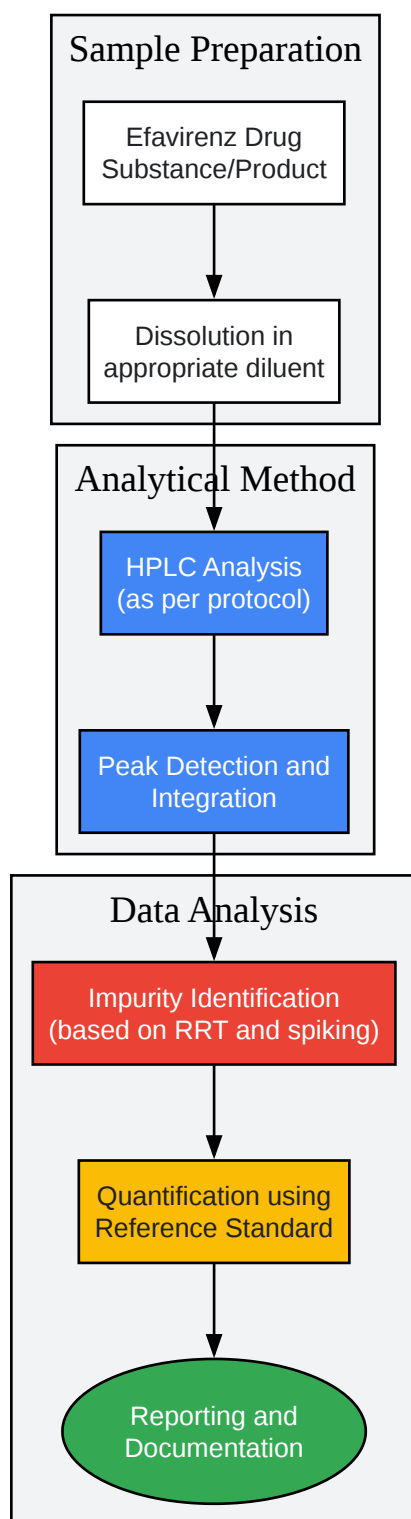 Sample Preparation
Efavirenz Drug
Substance/Product
Dissolution in
appropriate diluent
Analytical Method
HPLC Analysis
(as per protocol)
Peak Detection and
Integration
Data Analysis
Impurity Identification
(based on RRT and spiking)
Quantification using
Reference Standard
Reporting and
Documentation